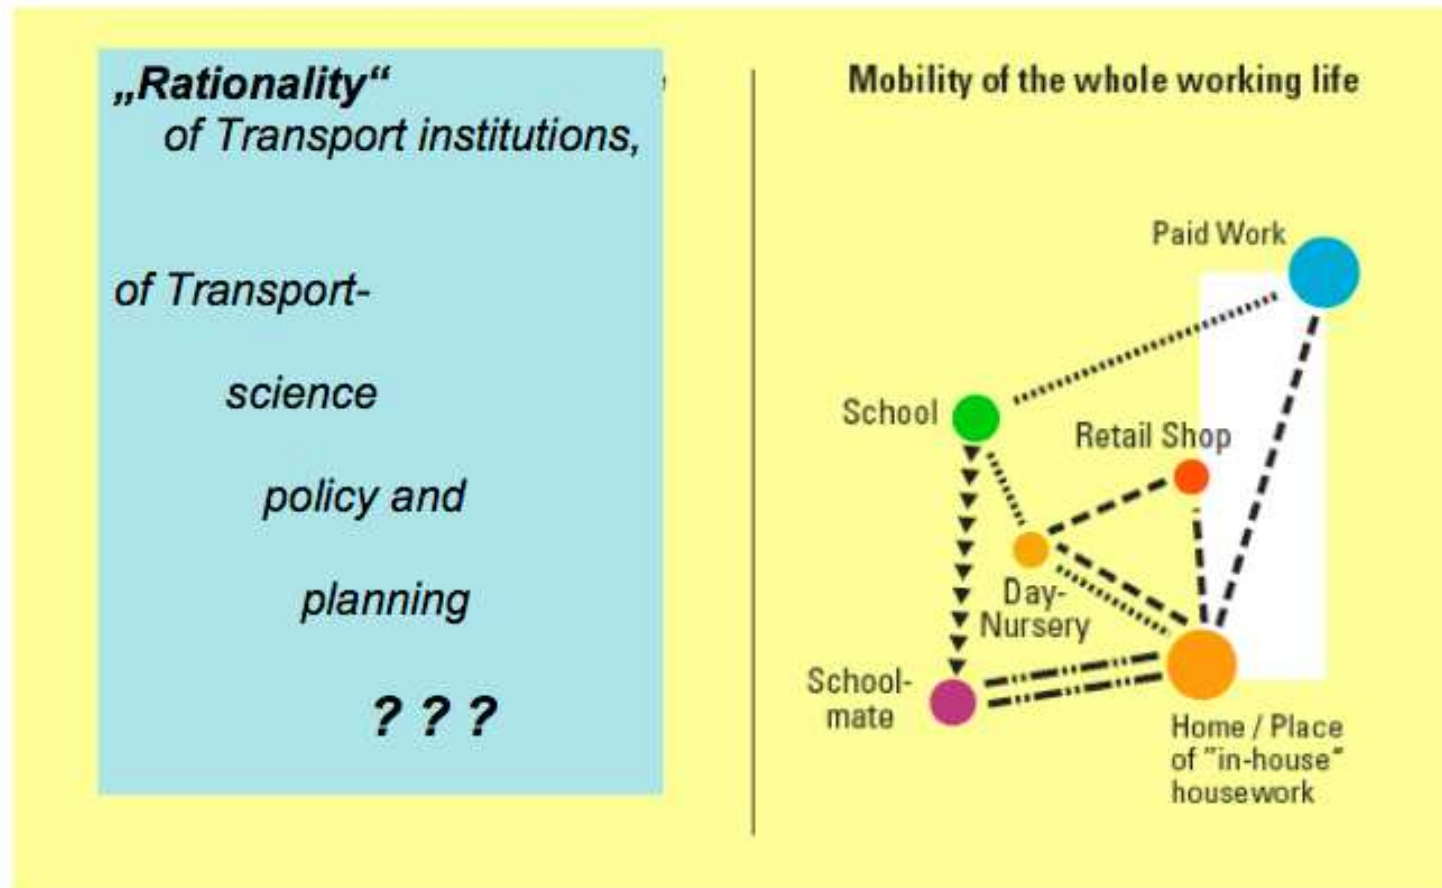 „Rationality“
of Transport institutions,
of Transport-
science
policy and
planning
? ? ?
Mobility of the whole working life
Paid Work
School
Retail Shop
Day-
Nursery
School-
mate
Home / Place
of ”in-house“
housework